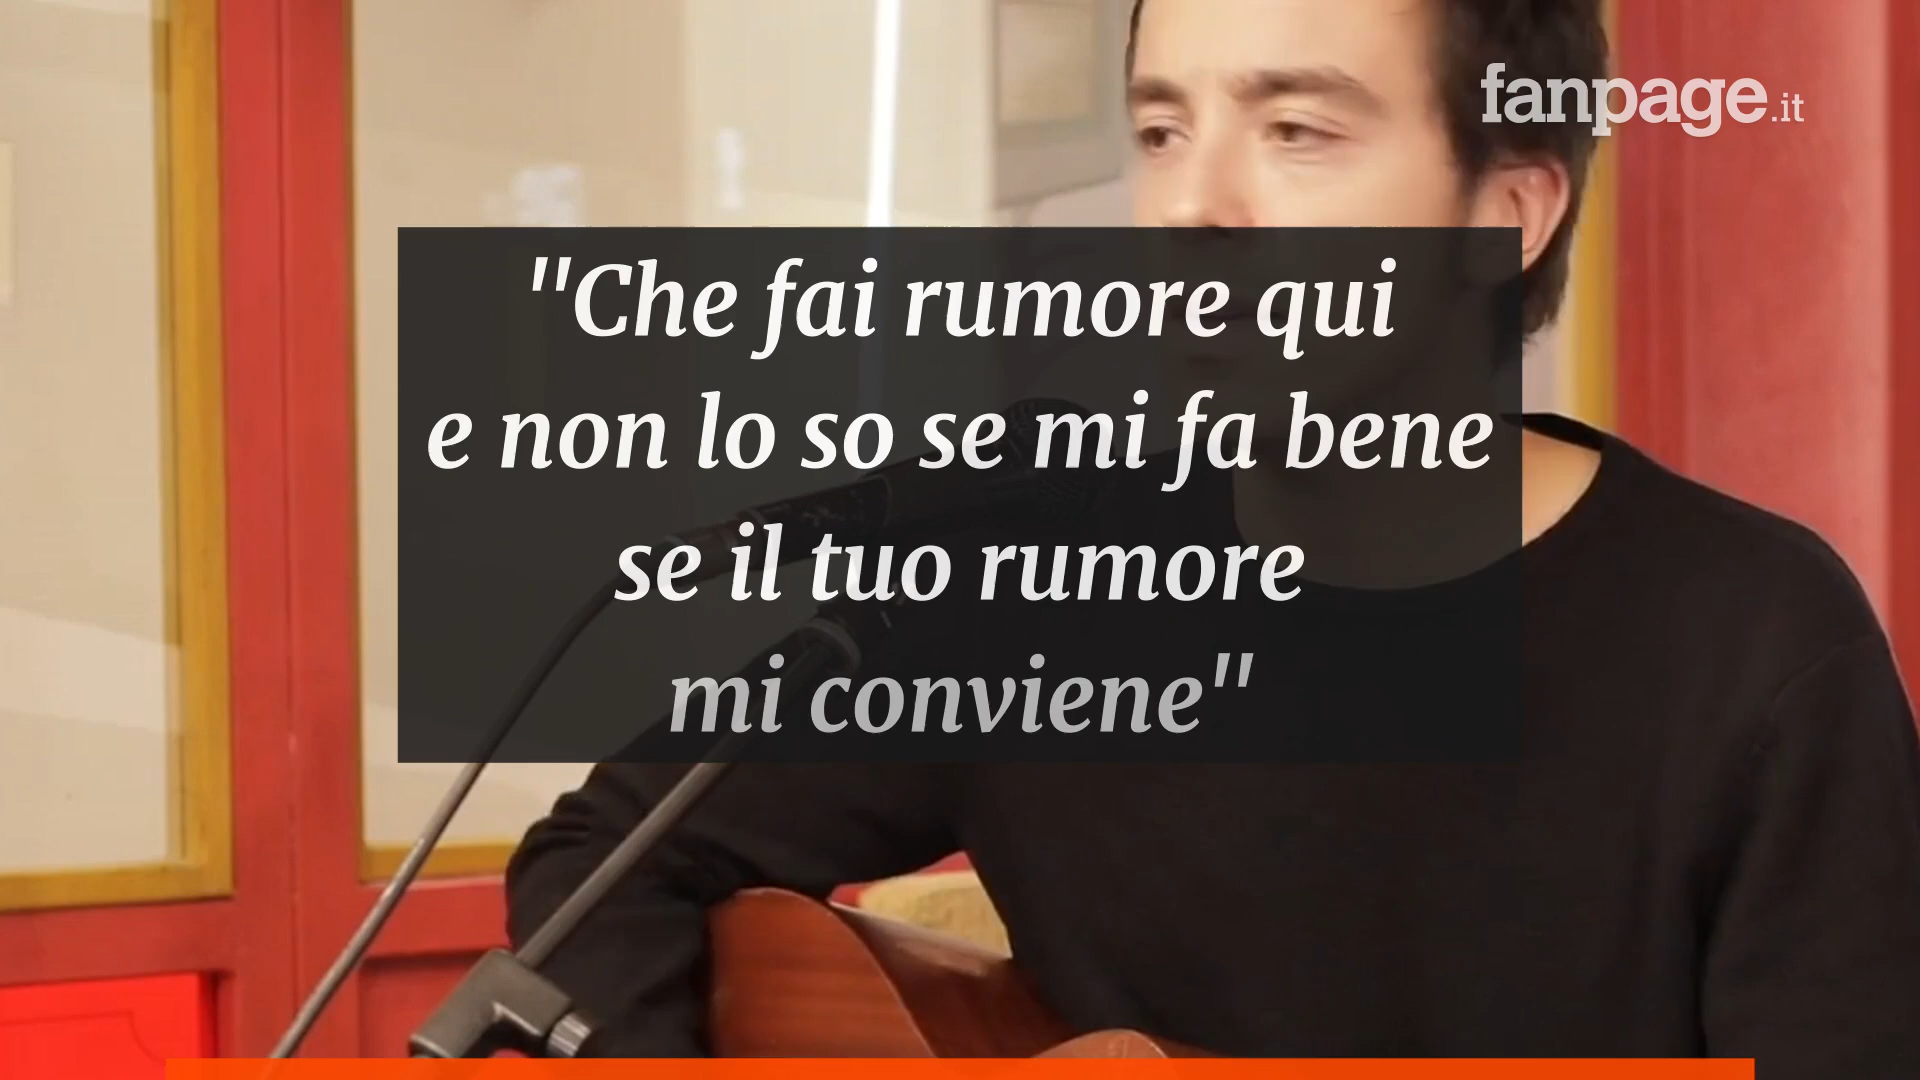 fanpage.it
"Che fai rumore qui
e non lo so se mi fa bene
se il tuo rumore
mi conviene"